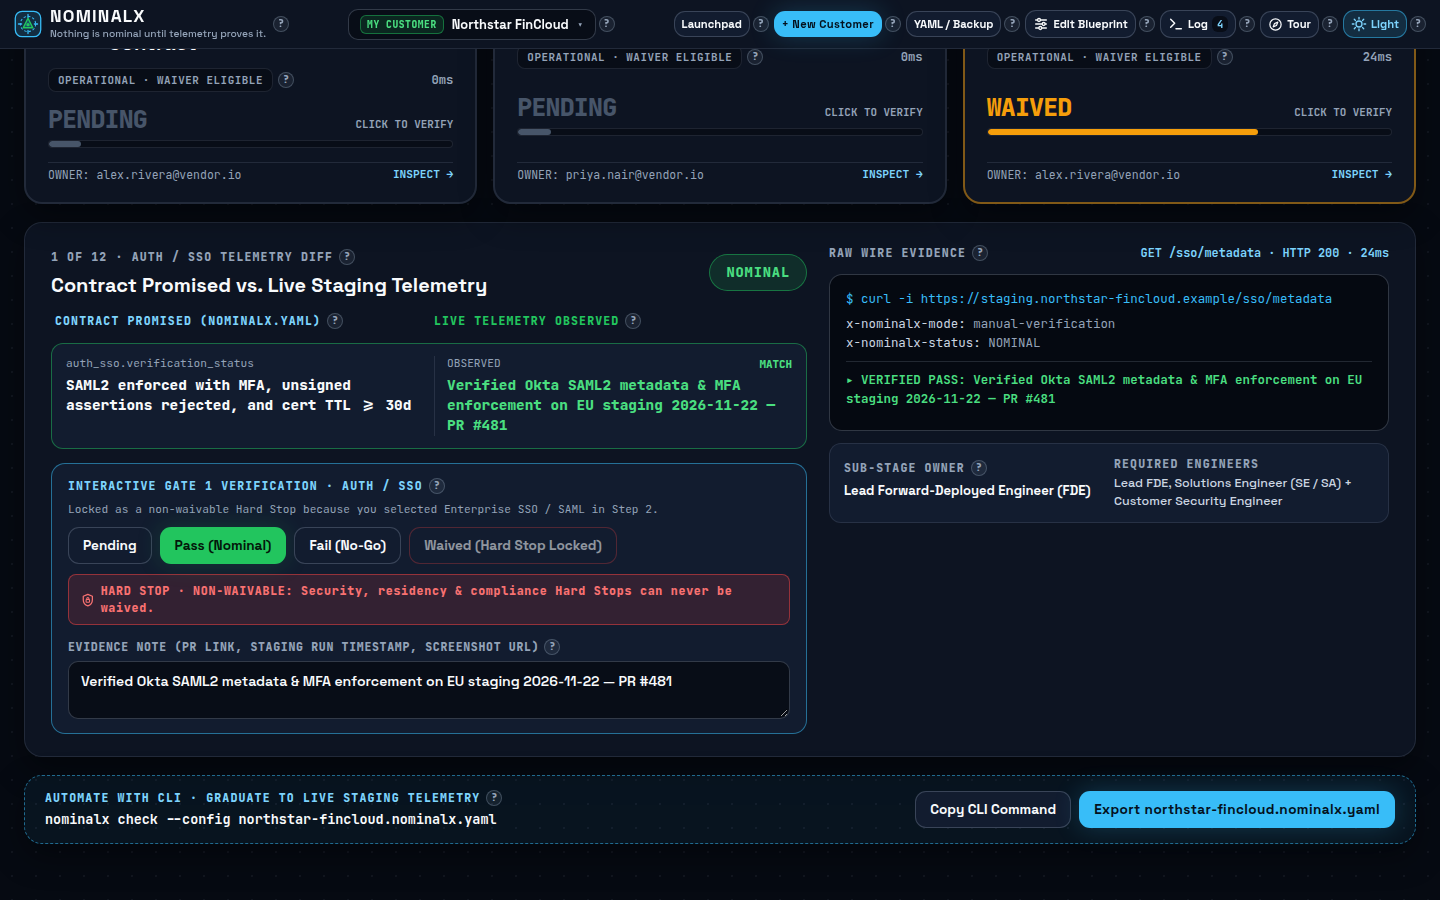 NOMINALX
Nothing is nominal until telemetry proves it.
?
MY CUSTOMER Northstar FinCloud ▾ ?
Launchpad ? + New Customer ? YAML / Backup ? Edit Blueprint ? Log 4 ? Tour ? Light ?
OPERATIONAL · WAIVER ELIGIBLE ? 0ms
PENDING CLICK TO VERIFY
OWNER: alex.rivera@vendor.io INSPECT →
OPERATIONAL · WAIVER ELIGIBLE ? 0ms
PENDING CLICK TO VERIFY
OWNER: priya.nair@vendor.io INSPECT →
OPERATIONAL · WAIVER ELIGIBLE ? 24ms
WAIVED CLICK TO VERIFY
OWNER: alex.rivera@vendor.io INSPECT →
1 OF 12 · AUTH / SSO TELEMETRY DIFF ?
Contract Promised vs. Live Staging Telemetry
NOMINAL
CONTRACT PROMISED (NOMINALX.YAML) ? LIVE TELEMETRY OBSERVED ?
auth_sso.verification_status
SAML2 enforced with MFA, unsigned
assertions rejected, and cert TTL ≥ 30d
OBSERVED MATCH
Verified Okta SAML2 metadata & MFA
enforcement on EU staging 2026-11-22 —
PR #481
INTERACTIVE GATE 1 VERIFICATION · AUTH / SSO ?
Locked as a non-waivable Hard Stop because you selected Enterprise SSO / SAML in Step 2.
Pending Pass (Nominal) Fail (No-Go) Waived (Hard Stop Locked)
HARD STOP · NON-WAIVABLE: Security, residency & compliance Hard Stops can never be
waived.
EVIDENCE NOTE (PR LINK, STAGING RUN TIMESTAMP, SCREENSHOT URL) ?
Verified Okta SAML2 metadata & MFA enforcement on EU staging 2026-11-22 — PR #481
RAW WIRE EVIDENCE ? GET /sso/metadata · HTTP 200 · 24ms
$ curl -i https://staging.northstar-fincloud.example/sso/metadata
x-nominalx-mode: manual-verification
x-nominalx-status: NOMINAL
▸ VERIFIED PASS: Verified Okta SAML2 metadata & MFA enforcement on EU
staging 2026-11-22 — PR #481
SUB-STAGE OWNER ?
Lead Forward-Deployed Engineer (FDE)
REQUIRED ENGINEERS
Lead FDE, Solutions Engineer (SE / SA) +
Customer Security Engineer
AUTOMATE WITH CLI · GRADUATE TO LIVE STAGING TELEMETRY ?
nominalx check --config northstar-fincloud.nominalx.yaml
Copy CLI Command Export northstar-fincloud.nominalx.yaml